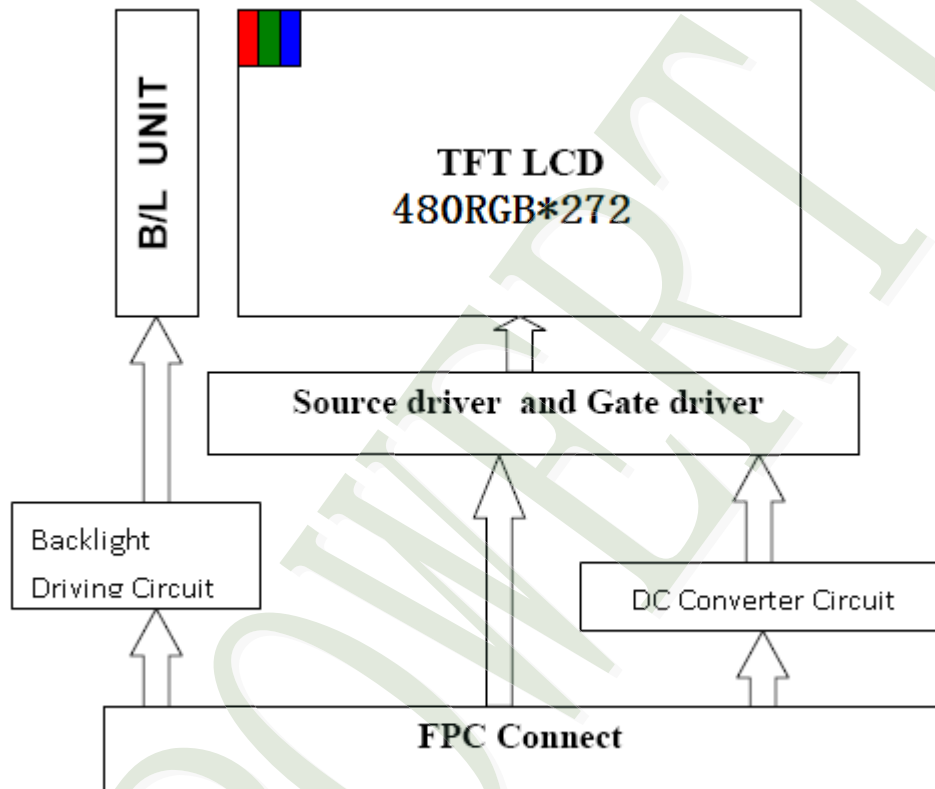 B/L UNIT
TFT LCD
480RGB*272
Source driver and Gate driver
Backlight
Driving Circuit
DC Converter Circuit
FPC Connect